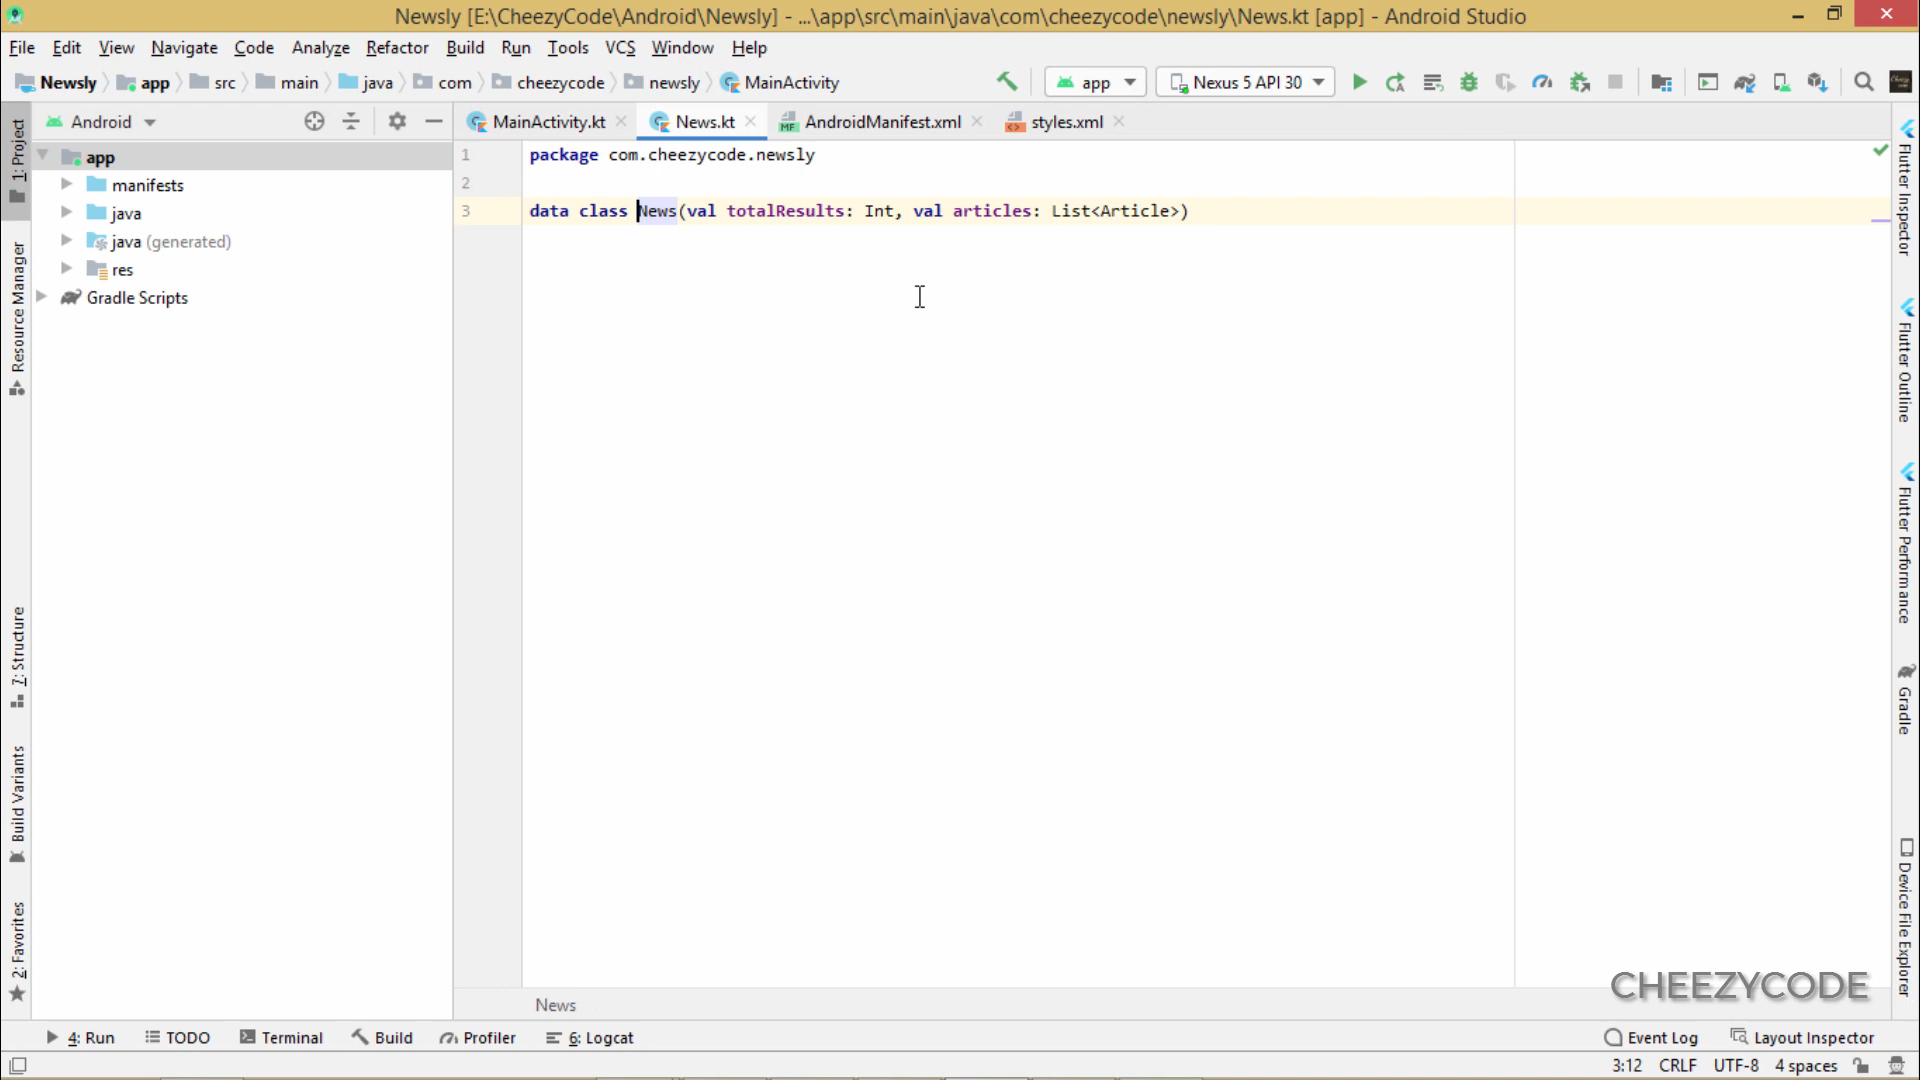 Newsly [E:\CheezyCode\Android\Newsly] - ...\app\src\main\java\com\cheezycode\newsly\News.kt [app] - Android Studio
File Edit View Navigate Code Analyze Refactor Build Run Tools VCS Window Help
Newsly app src main java com cheezycode newsly MainActivity app Nexus 5 API 30
Android MainActivity.kt News.kt AndroidManifest.xml styles.xml
1 package com.cheezycode.newsly
2
3 data class News(val totalResults: Int, val articles: List<Article>)
app
manifests
java
java (generated)
res
Gradle Scripts
1: Project
Resource Manager
7: Structure
Build Variants
2: Favorites
Flutter Inspector
Flutter Outline
Flutter Performance
Gradle
Device File Explorer
CHEEZYCODE
News
4: Run TODO Terminal Build Profiler 6: Logcat Event Log Layout Inspector
3:12 CRLF UTF-8 4 spaces